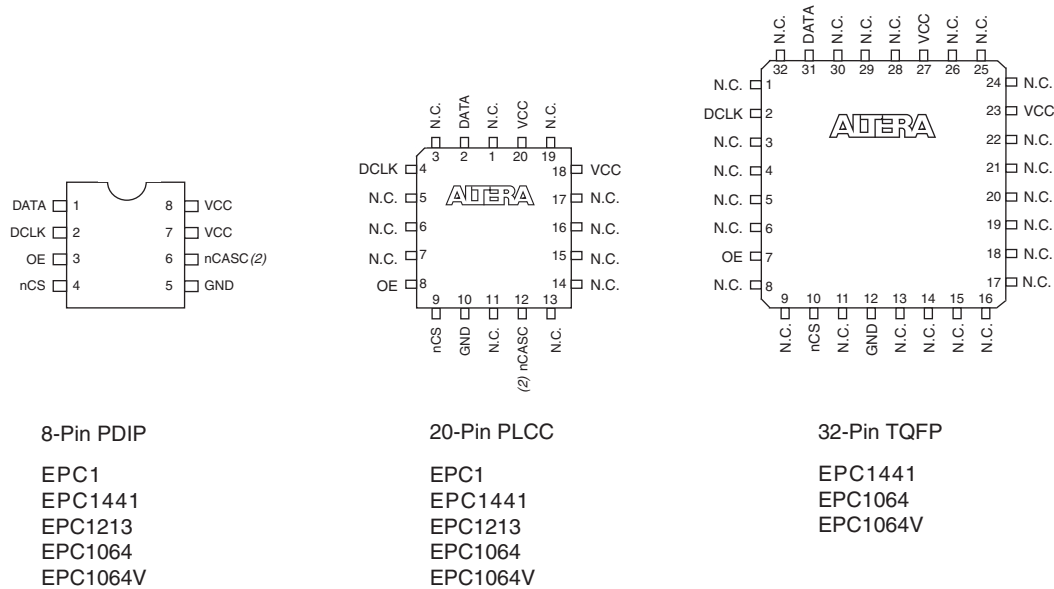 DATA 1 8 VCC
DCLK 2 7 VCC
OE 3 6 nCASC (2)
nCS 4 5 GND
8-Pin PDIP
EPC1
EPC1441
EPC1213
EPC1064
EPC1064V
N.C. DATA N.C. VCC N.C.
3 2 1 20 19
DCLK 4 18 VCC
ALTERA
N.C. 5 17 N.C.
N.C. 6 16 N.C.
N.C. 7 15 N.C.
OE 8 14 N.C.
9 10 11 12 13
nCS GND N.C. (2) nCASC N.C.
20-Pin PLCC
EPC1
EPC1441
EPC1213
EPC1064
EPC1064V
N.C. DATA N.C. N.C. N.C. VCC N.C. N.C.
32 31 30 29 28 27 26 25
N.C. 1 24 N.C.
DCLK 2 23 VCC
ALTERA
N.C. 3 22 N.C.
N.C. 4 21 N.C.
N.C. 5 20 N.C.
N.C. 6 19 N.C.
OE 7 18 N.C.
N.C. 8 17 N.C.
9 10 11 12 13 14 15 16
N.C. nCS N.C. GND N.C. N.C. N.C. N.C.
32-Pin TQFP
EPC1441
EPC1064
EPC1064V